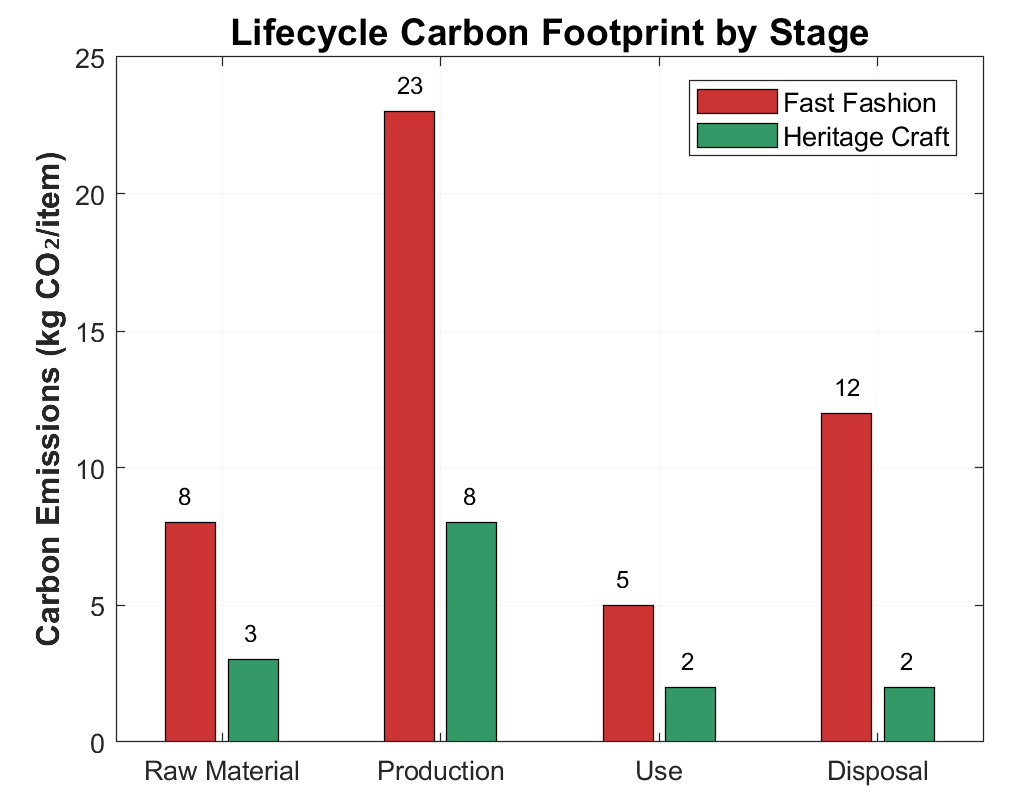 Lifecycle Carbon Footprint by Stage
Carbon Emissions (kg CO₂/item)
25
20
15
10
5
0
Fast Fashion
Heritage Craft
8
3
23
8
5
2
12
2
Raw Material
Production
Use
Disposal